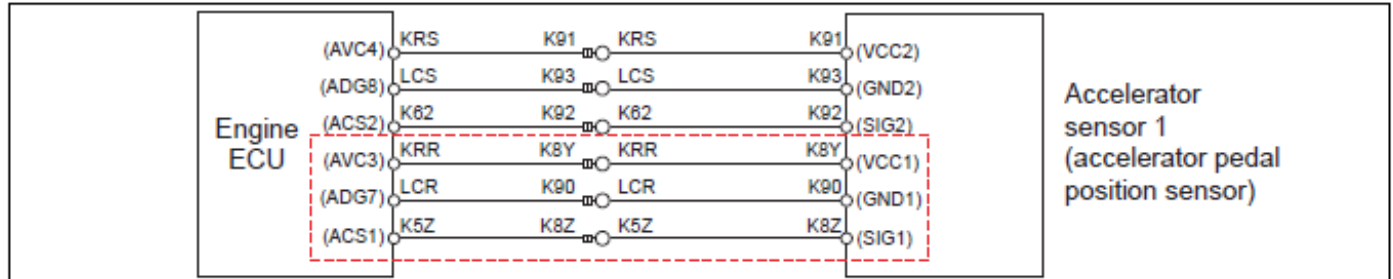 (AVC4) KRS K91 KRS K91 (VCC2)
(ADG8) LCS K93 LCS K93 (GND2)
(ACS2) K62 K92 K62 K92 (SIG2)
(AVC3) KRR K8Y KRR K8Y (VCC1)
(ADG7) LCR K90 LCR K90 (GND1)
(ACS1) K5Z K8Z K5Z K8Z (SIG1)
Engine
ECU
Accelerator
sensor 1
(accelerator pedal
position sensor)